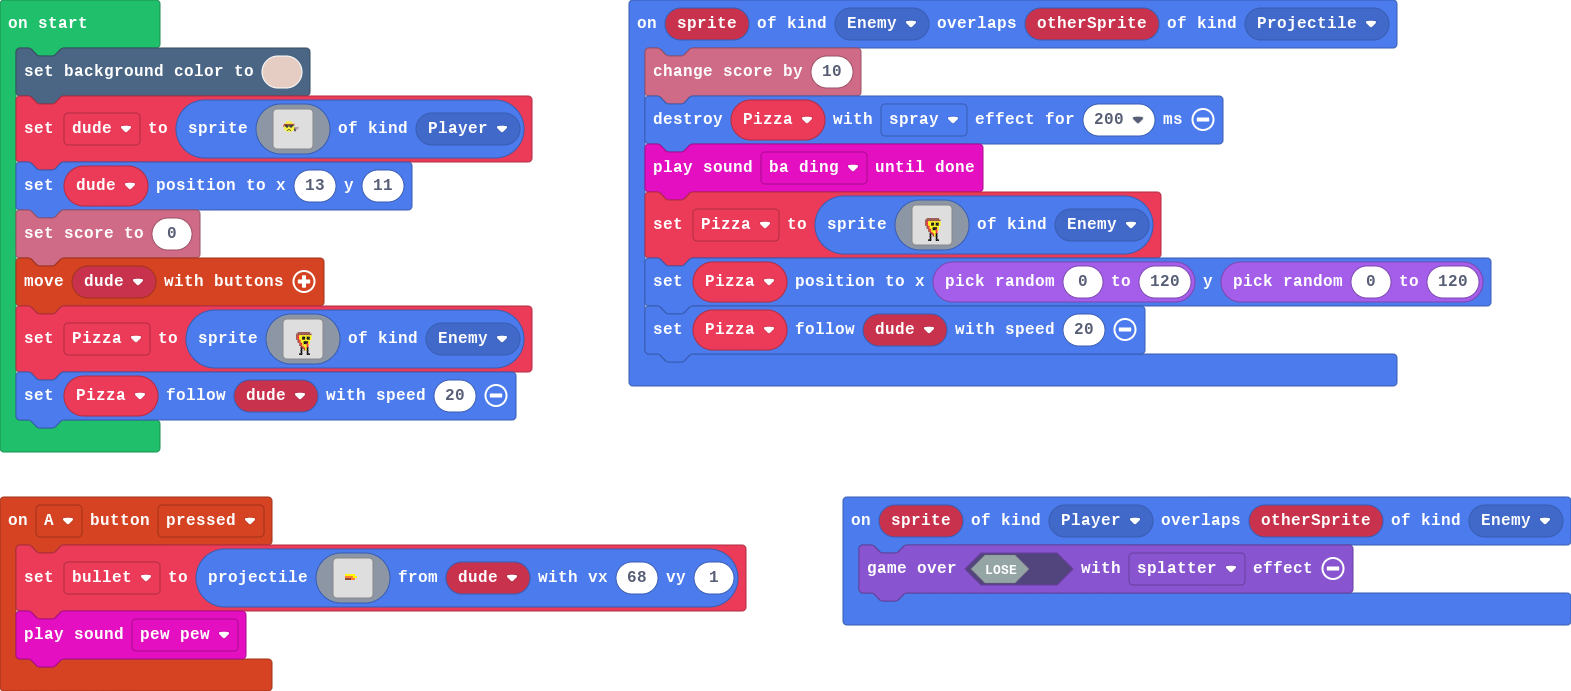 on start
set background color to
set dude to sprite of kind Player
set dude position to x 13 y 11
set score to 0
move dude with buttons
set Pizza to sprite of kind Enemy
set Pizza follow dude with speed 20
on sprite of kind Enemy overlaps otherSprite of kind Projectile
change score by 10
destroy Pizza with spray effect for 200 ms
play sound ba ding until done
set Pizza to sprite of kind Enemy
set Pizza position to x pick random 0 to 120 y pick random 0 to 120
set Pizza follow dude with speed 20
on A button pressed
set bullet to projectile from dude with vx 68 vy 1
play sound pew pew
on sprite of kind Player overlaps otherSprite of kind Enemy
game over LOSE with splatter effect